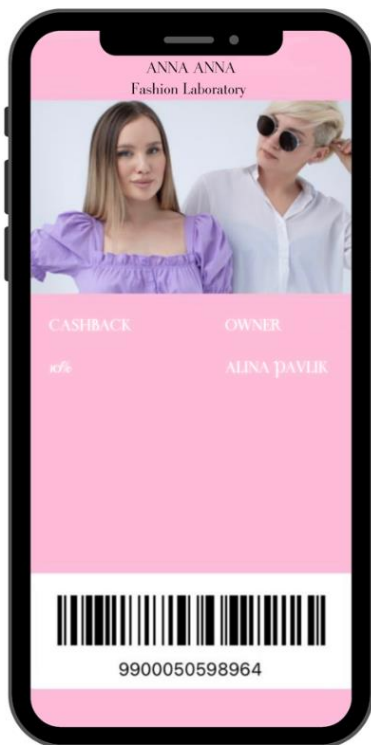 ANNA ANNA
Fashion Laboratory
CASHBACK OWNER
10% ALINA PAVLIK
9900050598964